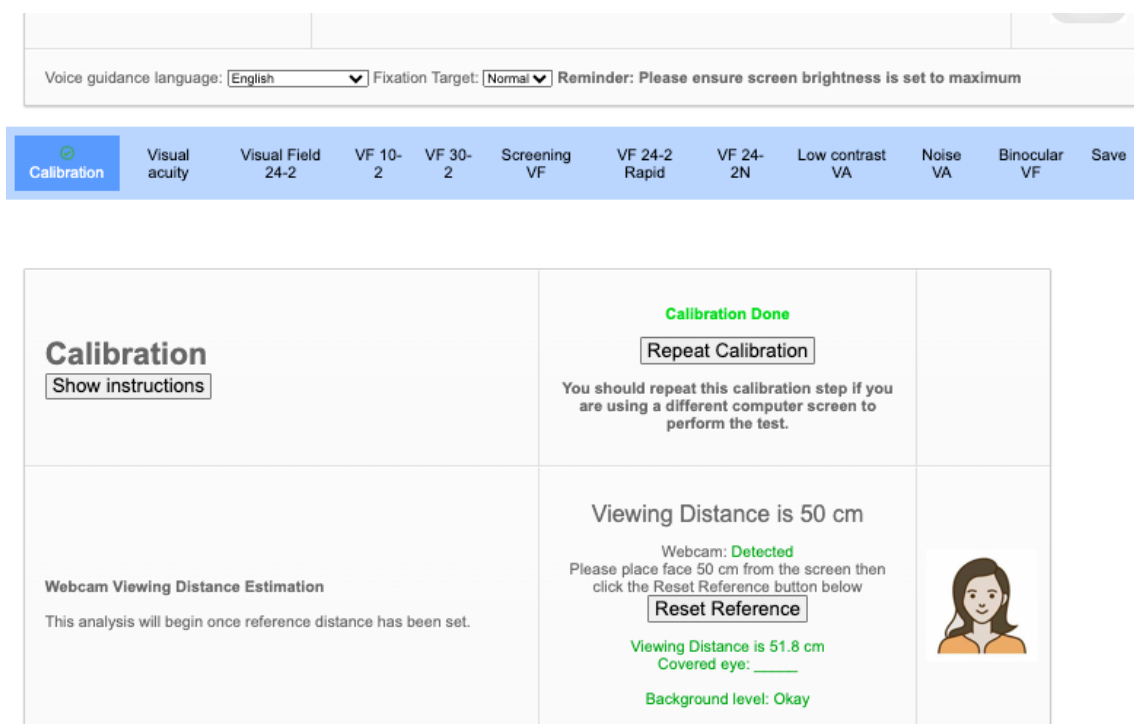 Voice guidance language: English Fixation Target: Normal Reminder: Please ensure screen brightness is set to maximum
Calibration
Visual acuity
Visual Field 24-2
VF 10-2
VF 30-2
Screening VF
VF 24-2 Rapid
VF 24-2N
Low contrast VA
Noise VA
Binocular VF
Save
Calibration
Show instructions
Calibration Done
Repeat Calibration
You should repeat this calibration step if you
are using a different computer screen to
perform the test.
Webcam Viewing Distance Estimation
This analysis will begin once reference distance has been set.
Viewing Distance is 50 cm
Webcam: Detected
Please place face 50 cm from the screen then
click the Reset Reference button below
Reset Reference
Viewing Distance is 51.8 cm
Covered eye: _____
Background level: Okay